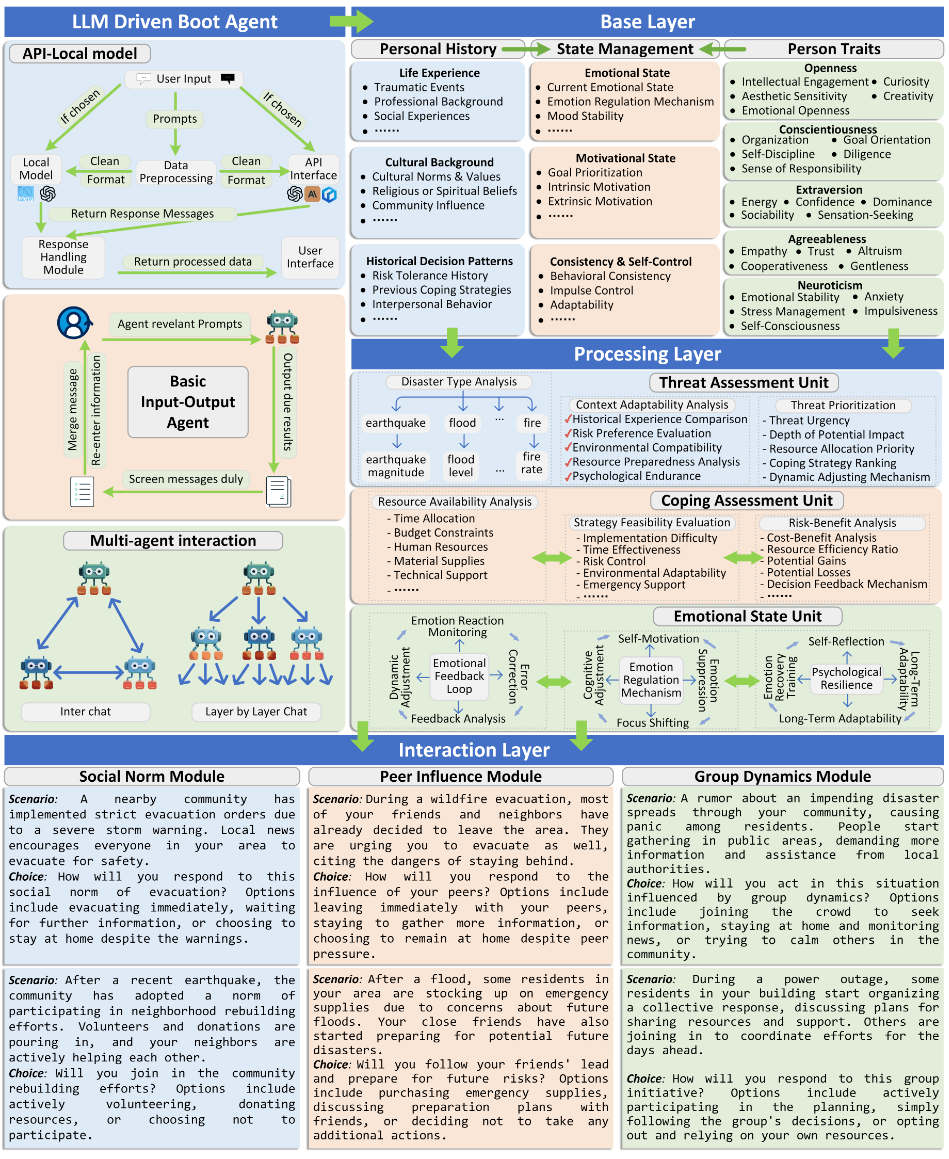 LLM Driven Boot Agent
Base Layer
API-Local model
User Input
If chosen
Prompts
If chosen
Local
Model
Clean
Format
Data
Preprocessing
Clean
Format
API
Interface
Return Response Messages
Response
Handling
Module
Return processed data
User
Interface
Agent revelant Prompts
Merge message
Re-enter information
Basic
Input-Output
Agent
Output due results
Screen messages duly
Multi-agent interaction
Inter chat
Layer by Layer Chat
Personal History
State Management
Person Traits
Life Experience
• Traumatic Events
• Professional Background
• Social Experiences
• ······
Cultural Background
• Cultural Norms & Values
• Religious or Spiritual Beliefs
• Community Influence
• ······
Historical Decision Patterns
• Risk Tolerance History
• Previous Coping Strategies
• Interpersonal Behavior
• ······
Emotional State
• Current Emotional State
• Emotion Regulation Mechanism
• Mood Stability
• ······
Motivational State
• Goal Prioritization
• Intrinsic Motivation
• Extrinsic Motivation
• ······
Consistency & Self-Control
• Behavioral Consistency
• Impulse Control
• Adaptability
• ······
Openness
• Intellectual Engagement • Curiosity
• Aesthetic Sensitivity • Creativity
• Emotional Openness
Conscientiousness
• Organization • Goal Orientation
• Self-Discipline • Diligence
• Sense of Responsibility
Extraversion
• Energy • Confidence • Dominance
• Sociability • Sensation-Seeking
Agreeableness
• Empathy • Trust • Altruism
• Cooperativeness • Gentleness
Neuroticism
• Emotional Stability • Anxiety
• Stress Management • Impulsiveness
• Self-Consciousness
Processing Layer
Disaster Type Analysis
earthquake flood ... fire
earthquake
magnitude
flood
level
...
fire
rate
Threat Assessment Unit
Context Adaptability Analysis
✓Historical Experience Comparison
✓Risk Preference Evaluation
✓Environmental Compatibility
✓Resource Preparedness Analysis
✓Psychological Endurance
Threat Prioritization
- Threat Urgency
- Depth of Potential Impact
- Resource Allocation Priority
- Coping Strategy Ranking
- Dynamic Adjusting Mechanism
Coping Assessment Unit
Resource Availability Analysis
- Time Allocation
- Budget Constraints
- Human Resources
- Material Supplies
- Technical Support
- ······
Strategy Feasibility Evaluation
- Implementation Difficulty
- Time Effectiveness
- Risk Control
- Environmental Adaptability
- Emergency Support
- ······
Risk-Benefit Analysis
- Cost-Benefit Analysis
- Resource Efficiency Ratio
- Potential Gains
- Potential Losses
- Decision Feedback Mechanism
- ······
Emotional State Unit
Emotion Reaction
Monitoring
Dynamic
Adjustment
Emotional
Feedback
Loop
Error
Correction
Feedback Analysis
Self-Motivation
Cognitive
Adjustment
Emotion
Regulation
Mechanism
Emotion
Suppression
Focus Shifting
Self-Reflection
Emotion
Recovery
Training
Psychological
Resilience
Long-Term
Adaptability
Long-Term Adaptability
Interaction Layer
Social Norm Module
Scenario: A nearby community has
implemented strict evacuation orders due
to a severe storm warning. Local news
encourages everyone in your area to
evacuate for safety.
Choice: How will you respond to this
social norm of evacuation? Options
include evacuating immediately, waiting
for further information, or choosing to
stay at home despite the warnings.
Scenario: After a recent earthquake, the
community has adopted a norm of
participating in neighborhood rebuilding
efforts. Volunteers and donations are
pouring in, and your neighbors are
actively helping each other.
Choice: Will you join in the community
rebuilding efforts? Options include
actively volunteering, donating
resources, or choosing not to
participate.
Peer Influence Module
Scenario: During a wildfire evacuation, most
of your friends and neighbors have
already decided to leave the area. They
are urging you to evacuate as well,
citing the dangers of staying behind.
Choice: How will you respond to the
influence of your peers? Options include
leaving immediately with your peers,
staying to gather more information, or
choosing to remain at home despite peer
pressure.
Scenario: After a flood, some residents in
your area are stocking up on emergency
supplies due to concerns about future
floods. Your close friends have also
started preparing for potential future
disasters.
Choice: Will you follow your friends' lead
and prepare for future risks? Options
include purchasing emergency supplies,
discussing preparation plans with
friends, or deciding not to take any
additional actions.
Group Dynamics Module
Scenario: A rumor about an impending disaster
spreads through your community, causing
panic among residents. People start
gathering in public areas, demanding more
information and assistance from local
authorities.
Choice: How will you act in this situation
influenced by group dynamics? Options
include joining the crowd to seek
information, staying at home and monitoring
news, or trying to calm others in the
community.
Scenario: During a power outage, some
residents in your building start organizing
a collective response, discussing plans for
sharing resources and support. Others are
joining in to coordinate efforts for the
days ahead.
Choice: How will you respond to this group
initiative? Options include actively
participating in the planning, simply
following the group's decisions, or opting
out and relying on your own resources.